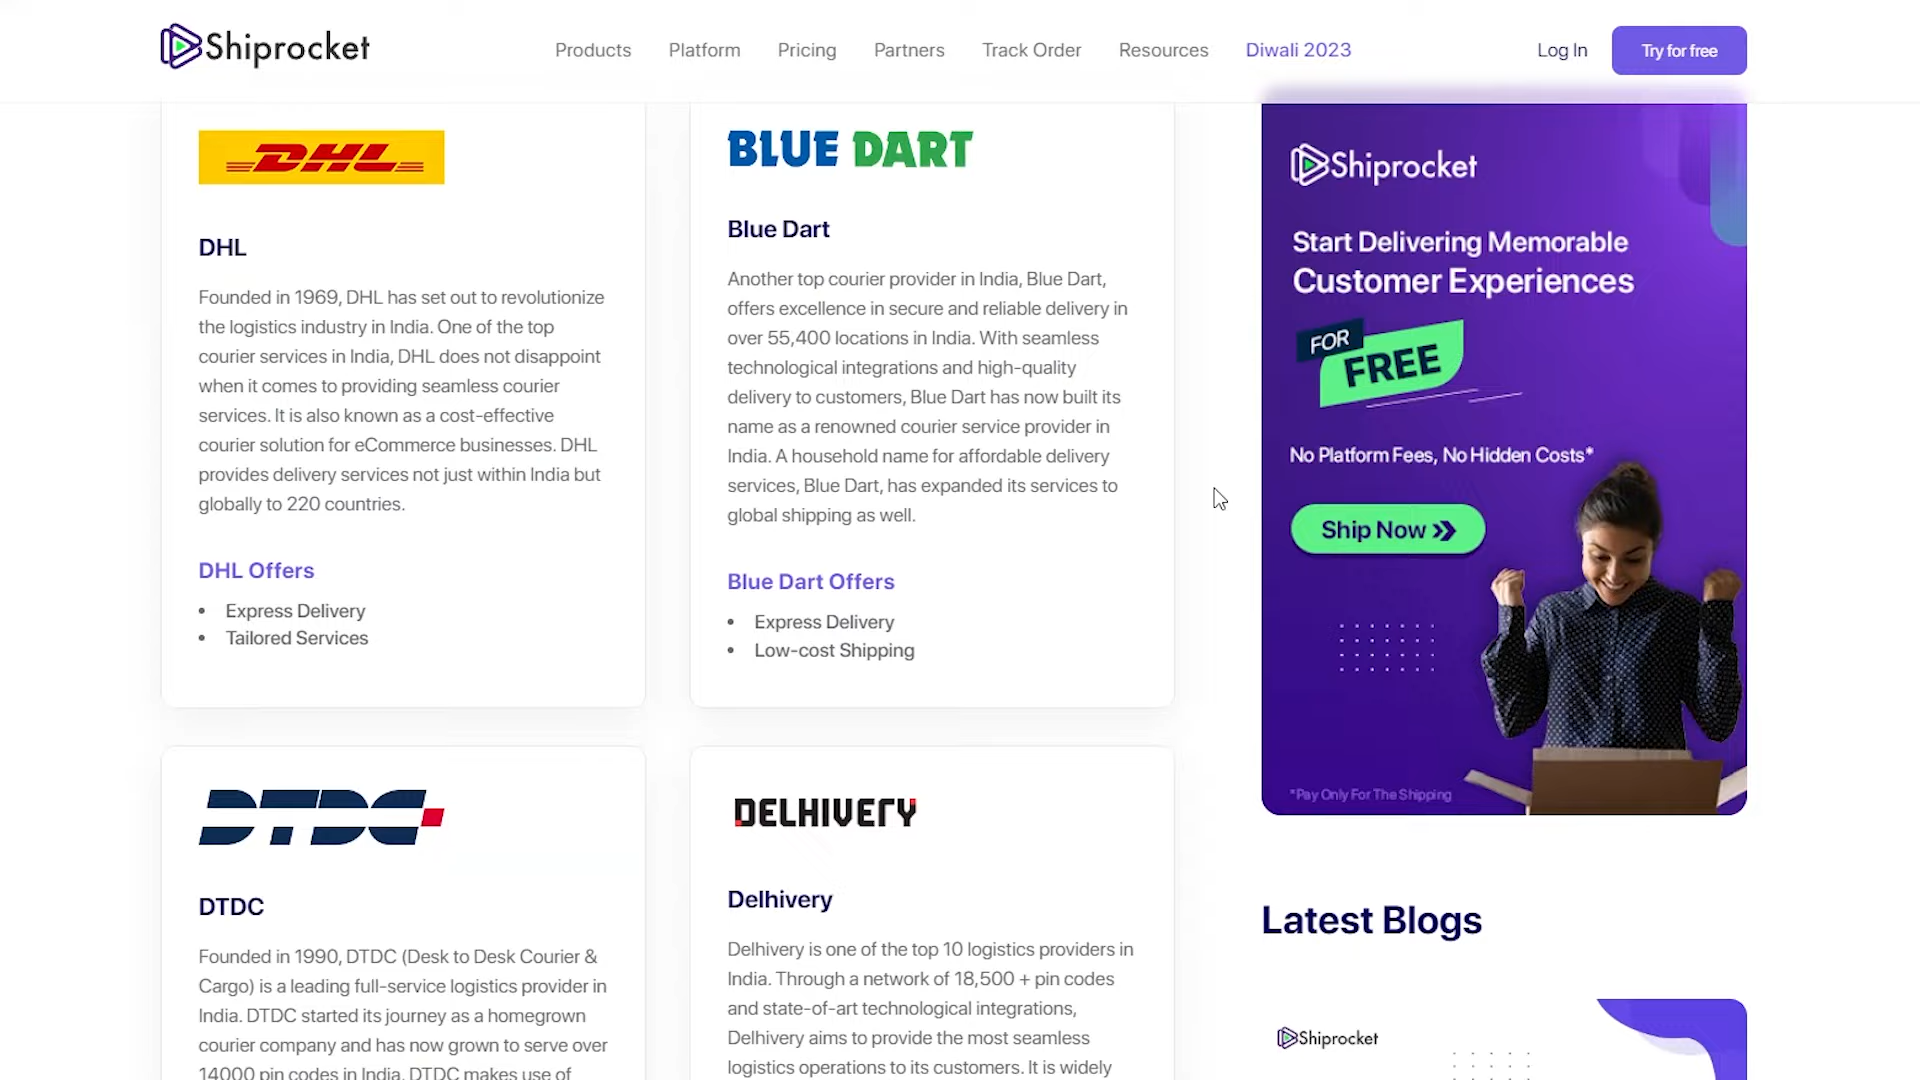 Shiprocket
Products Platform Pricing Partners Track Order Resources Diwali 2023 Log In Try for free
DHL
DHL
Founded in 1969, DHL has set out to revolutionize
the logistics industry in India. One of the top
courier services in India, DHL does not disappoint
when it comes to providing seamless courier
services. It is also known as a cost-effective
courier solution for eCommerce businesses. DHL
provides delivery services not just within India but
globally to 220 countries.
DHL Offers
• Express Delivery
• Tailored Services
BLUE DART
Blue Dart
Another top courier provider in India, Blue Dart,
offers excellence in secure and reliable delivery in
over 55,400 locations in India. With seamless
technological integrations and high-quality
delivery to customers, Blue Dart has now built its
name as a renowned courier service provider in
India. A household name for affordable delivery
services, Blue Dart, has expanded its services to
global shipping as well.
Blue Dart Offers
• Express Delivery
• Low-cost Shipping
DTDC
DTDC
Founded in 1990, DTDC (Desk to Desk Courier &
Cargo) is a leading full-service logistics provider in
India. DTDC started its journey as a homegrown
courier company and has now grown to serve over
14000 pin codes in India. DTDC makes use of
DELHIVERY
Delhivery
Delhivery is one of the top 10 logistics providers in
India. Through a network of 18,500 + pin codes
and state-of-art technological integrations,
Delhivery aims to provide the most seamless
logistics operations to its customers. It is widely
Shiprocket
Start Delivering Memorable
Customer Experiences
FOR
FREE
No Platform Fees, No Hidden Costs*
Ship Now
*Pay Only For The Shipping
Latest Blogs
Shiprocket